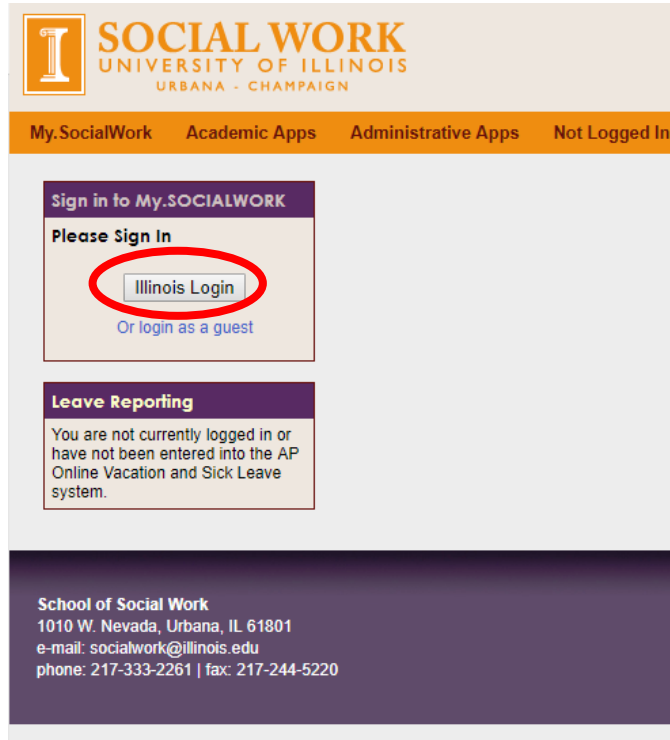 SOCIAL WORK
UNIVERSITY OF ILLINOIS
URBANA - CHAMPAIGN
My.SocialWork Academic Apps Administrative Apps Not Logged In
Sign in to My.SOCIALWORK
Please Sign In
Illinois Login
Or login as a guest
Leave Reporting
You are not currently logged in or
have not been entered into the AP
Online Vacation and Sick Leave
system.
School of Social Work
1010 W. Nevada, Urbana, IL 61801
e-mail: socialwork@illinois.edu
phone: 217-333-2261 | fax: 217-244-5220